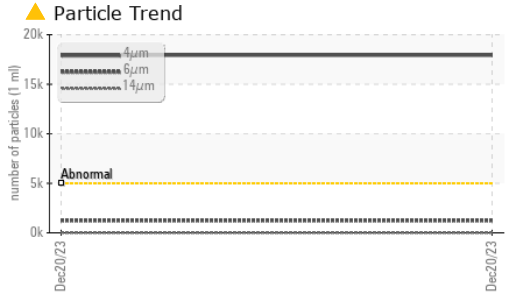 Particle Trend
20k
15k
10k
5k
0k
number of particles (1 ml)
4µm
6µm
14µm
Abnormal
Dec20/23
Dec20/23